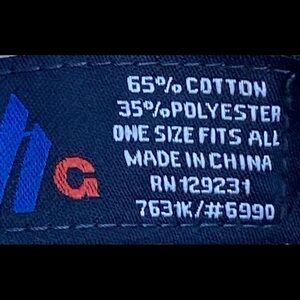 65% COTTON
35% POLYESTER
ONE SIZE FITS ALL
MADE IN CHINA
RN 129231
7631K/#6990
G